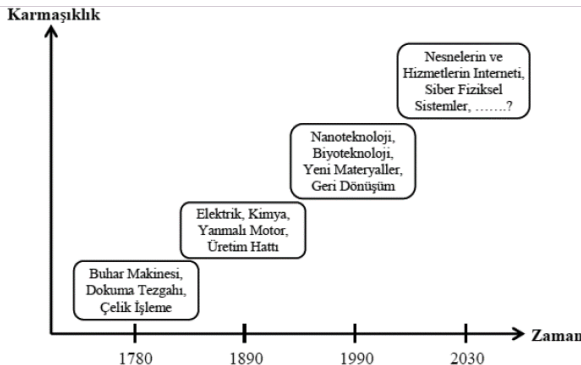 Karmaşıklık
Nesnelerin ve
Hizmetlerin Interneti,
Siber Fiziksel
Sistemler, …….?
Nanoteknoloji,
Biyoteknoloji,
Yeni Materyaller,
Geri Dönüşüm
Elektrik, Kimya,
Yanmalı Motor,
Üretim Hattı
Buhar Makinesi,
Dokuma Tezgahı,
Çelik İşleme
Zaman
1780 1890 1990 2030